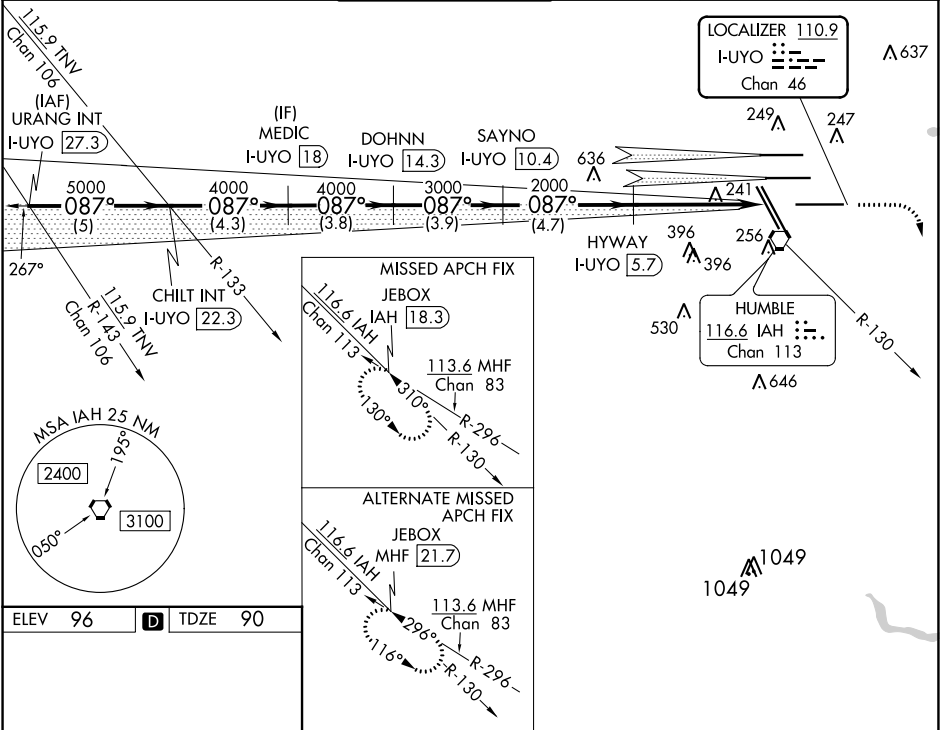 115.9 TNV
Chan 106
(IAF)
URANG INT
I-UYO 27.3
(IF)
MEDIC
I-UYO 18
DOHNN
I-UYO 14.3
SAYNO
I-UYO 10.4
636
LOCALIZER 110.9
I-UYO
Chan 46
637
249
247
241
5000
087°
(5)
4000
087°
(4.3)
4000
087°
(3.8)
3000
087°
(3.9)
2000
087°
(4.7)
267°
R-133
CHILT INT
I-UYO 22.3
115.9 TNV
R-143
Chan 106
HYWAY
I-UYO 5.7
396
396
256
530
HUMBLE
116.6 IAH
Chan 113
R-130
646
MISSED APCH FIX
JEBOX
IAH 18.3
116.6 IAH
Chan 113
113.6 MHF
Chan 83
310°
130°
R-296
R-130
MSA IAH 25 NM
195°
2400
3100
050°
ALTERNATE MISSED
APCH FIX
JEBOX
MHF 21.7
116.6 IAH
Chan 113
113.6 MHF
Chan 83
296°
116°
R-296
R-130
1049
1049
ELEV 96 D TDZE 90